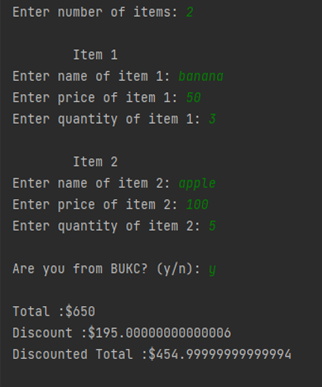 Enter number of items: 2
Item 1
Enter name of item 1: banana
Enter price of item 1: 50
Enter quantity of item 1: 3
Item 2
Enter name of item 2: apple
Enter price of item 2: 100
Enter quantity of item 2: 5
Are you from BUKC? (y/n): y
Total :$650
Discount :$195.00000000000006
Discounted Total :$454.99999999999994